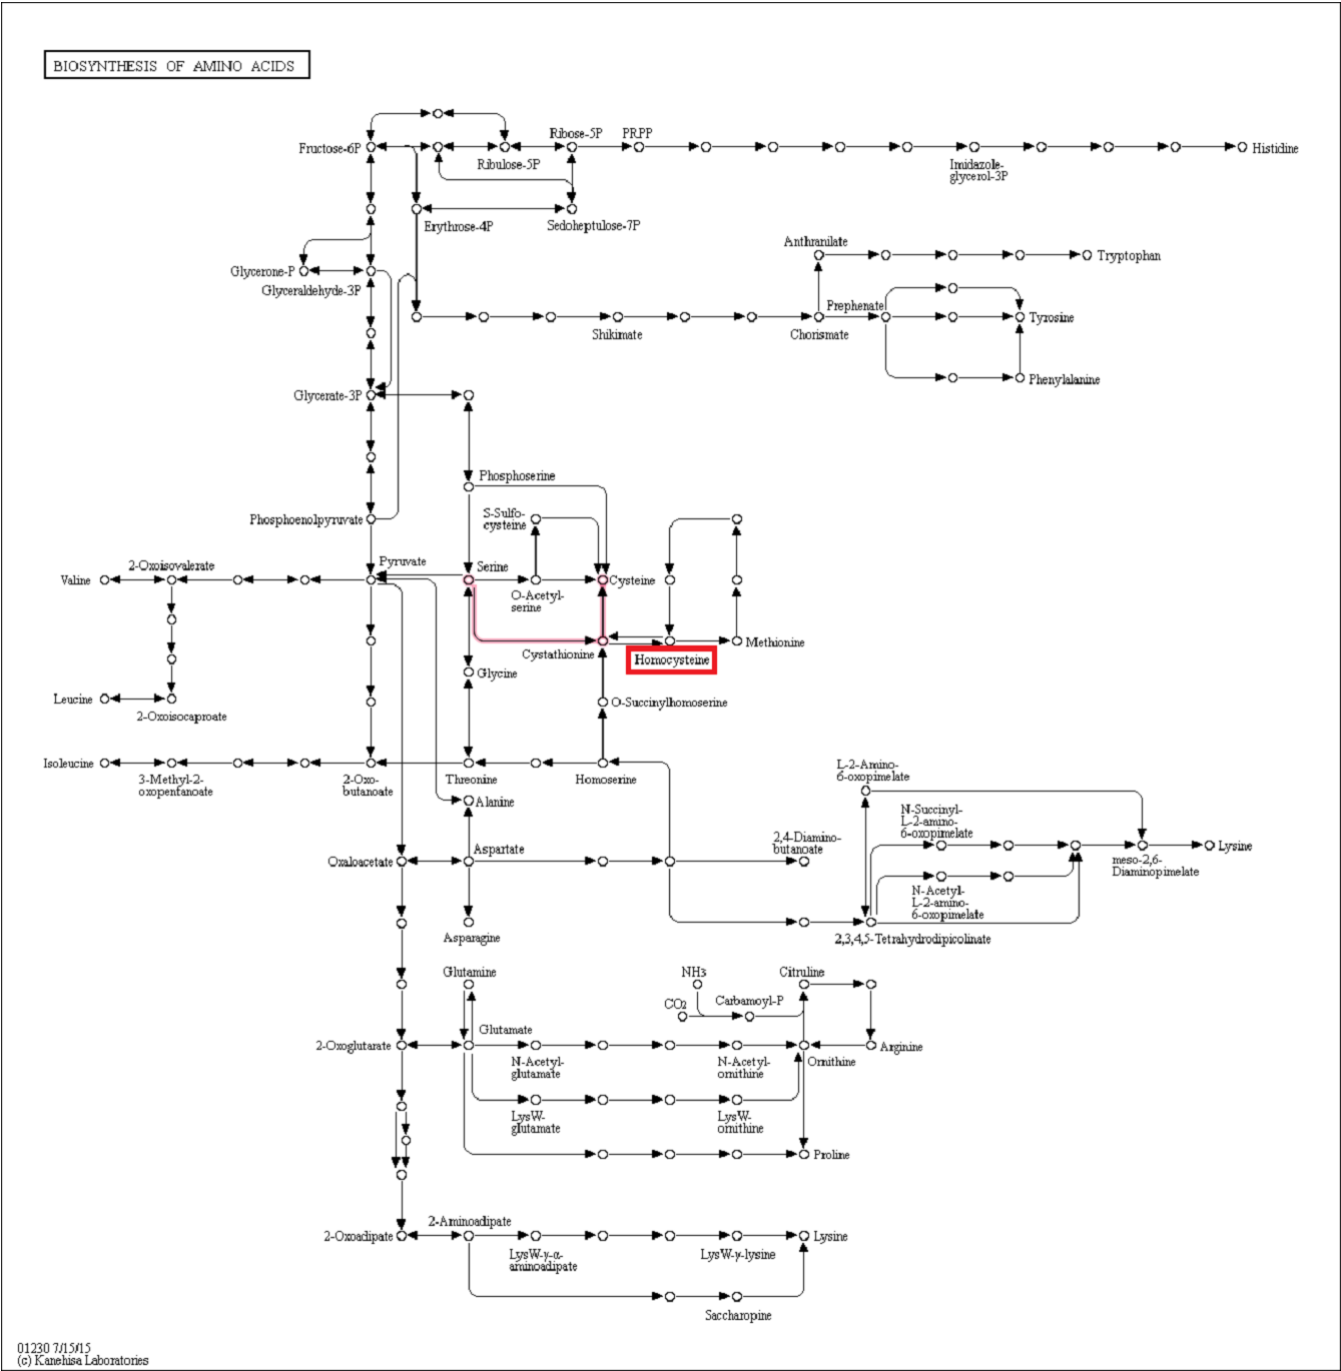 BIOSYNTHESIS OF AMINO ACIDS
Fructose-6P
Ribulose-5P
Ribose-5P
PRPP
Imidazole-
glycerol-3P
Histidine
Erythrose-4P
Sedoheptulose-7P
Glycerone-P
Glyceraldehyde-3P
Anthranilate
Tryptophan
Prephenate
Shikimate
Chorismate
Tyrosine
Phenylalanine
Glycerate-3P
Phosphoserine
S-Sulfo-
cysteine
Phosphoenolpyruvate
Valine
2-Oxoisovalerate
Pyruvate
Serine
O-Acetyl-
serine
Cysteine
Cystathionine
Homocysteine
Methionine
Glycine
Leucine
2-Oxoisocaproate
O-Succinylhomoserine
Isoleucine
3-Methyl-2-
oxopentanoate
2-Oxo-
butanoate
Threonine
Homoserine
Alanine
L-2-Amino-
6-oxopimelate
N-Succinyl-
L-2-amino-
6-oxopimelate
2,4-Diamino-
butanoate
Oxaloacetate
Aspartate
Lysine
meso-2,6-
Diaminopimelate
N-Acetyl-
L-2-amino-
6-oxopimelate
Asparagine
2,3,4,5-Tetrahydrodipicolinate
Glutamine
NH3
Citruline
CO2
Carbamoyl-P
2-Oxoglutarate
Glutamate
N-Acetyl-
glutamate
N-Acetyl-
ornithine
Ornithine
Arginine
LysW-
glutamate
LysW-
ornithine
Proline
2-Oxoadipate
2-Aminoadipate
LysW-γ-α-
aminoadipate
LysW-γ-lysine
Lysine
Saccharopine
01230 7/15/15
(c) Kanehisa Laboratories